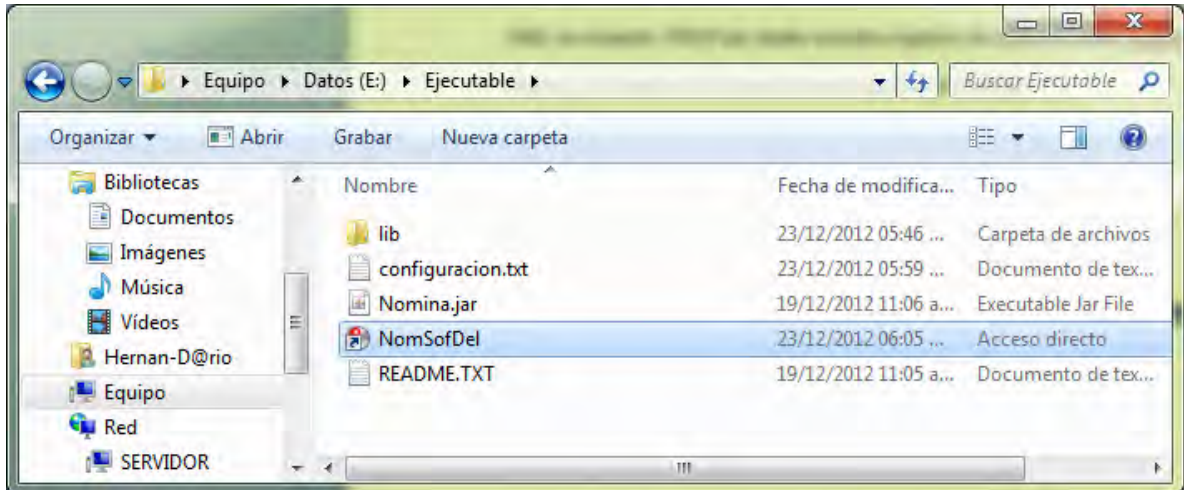 Equipo Datos (E:) Ejecutable Buscar Ejecutable
Organizar Abrir Grabar Nueva carpeta
Bibliotecas
Documentos
Imágenes
Música
Vídeos
Hernan-D@rio
Equipo
Red
SERVIDOR
Nombre Fecha de modifica... Tipo
lib 23/12/2012 05:46 ... Carpeta de archivos
configuracion.txt 23/12/2012 05:59 ... Documento de tex...
Nomina.jar 19/12/2012 11:06 a... Executable Jar File
NomSofDel 23/12/2012 06:05 ... Acceso directo
README.TXT 19/12/2012 11:05 a... Documento de tex...